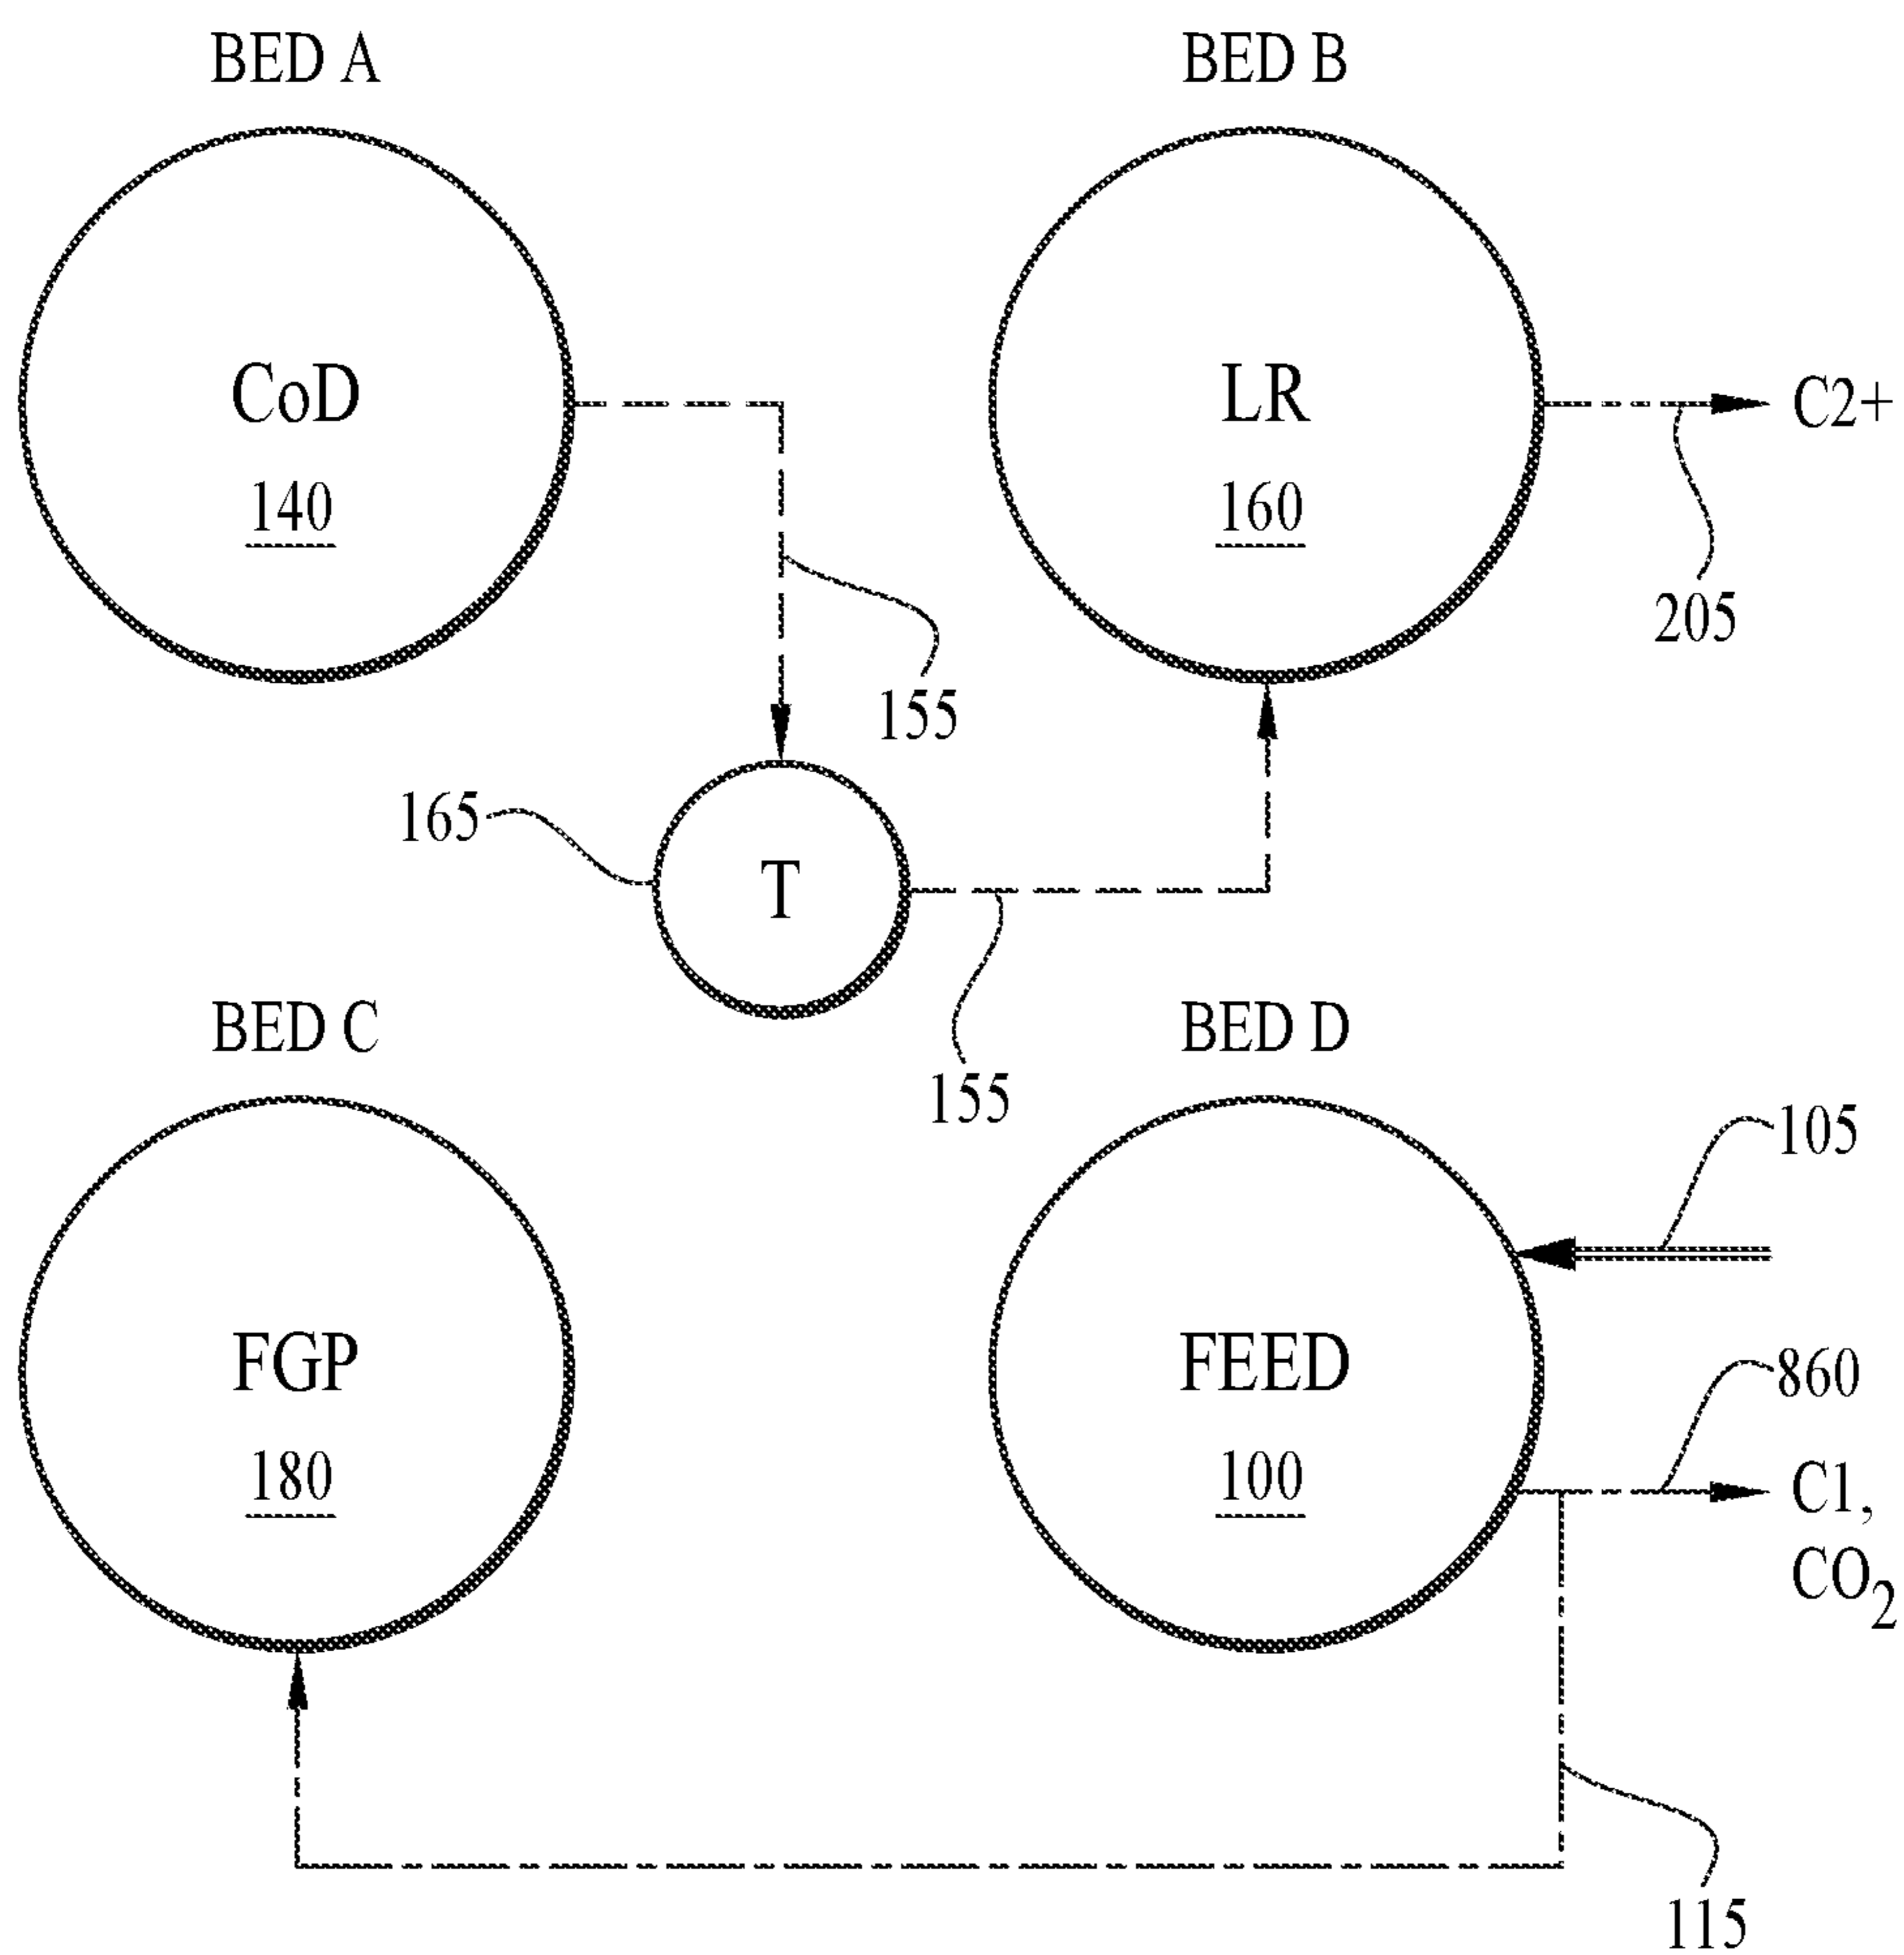 BED A
BED B
CoD
140
LR
160
C2+
205
155
165
T
155
BED C
BED D
105
FGP
180
FEED
100
860
C1,
CO2
115